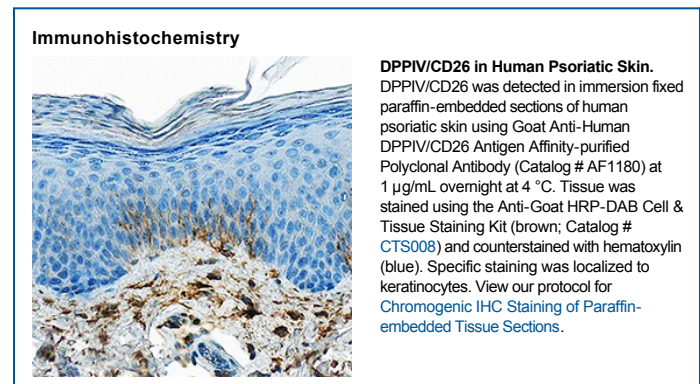 Immunohistochemistry
DPPIV/CD26 in Human Psoriatic Skin.
DPPIV/CD26 was detected in immersion fixed
paraffin-embedded sections of human
psoriatic skin using Goat Anti-Human
DPPIV/CD26 Antigen Affinity-purified
Polyclonal Antibody (Catalog # AF1180) at
1 µg/mL overnight at 4 °C. Tissue was
stained using the Anti-Goat HRP-DAB Cell &
Tissue Staining Kit (brown; Catalog #
CTS008) and counterstained with hematoxylin
(blue). Specific staining was localized to
keratinocytes. View our protocol for
Chromogenic IHC Staining of Paraffin-
embedded Tissue Sections.